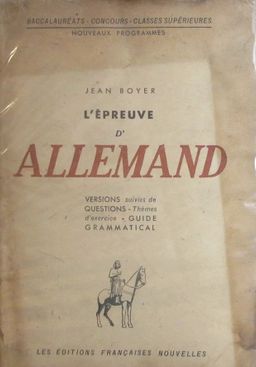 BACCALAURÉATS - CONCOURS - CLASSES SUPÉRIEURES
NOUVEAUX PROGRAMMES
JEAN BOYER
L'ÉPREUVE
D'
ALLEMAND
VERSIONS suivies de
QUESTIONS - Thèmes
d'exercice - GUIDE
GRAMMATICAL
LES ÉDITIONS FRANÇAISES NOUVELLES